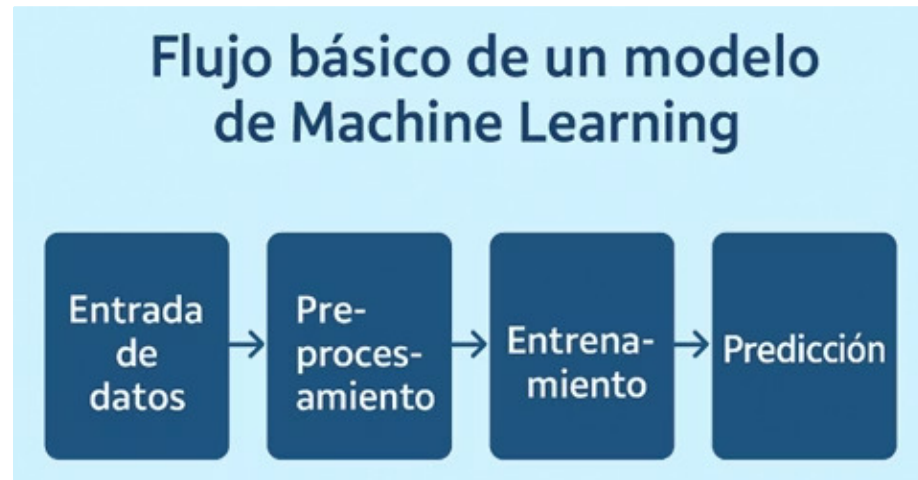 Flujo básico de un modelo
de Machine Learning
Entrada
de
datos
Pre-
proces-
amiento
Entrena-
miento
Predicción